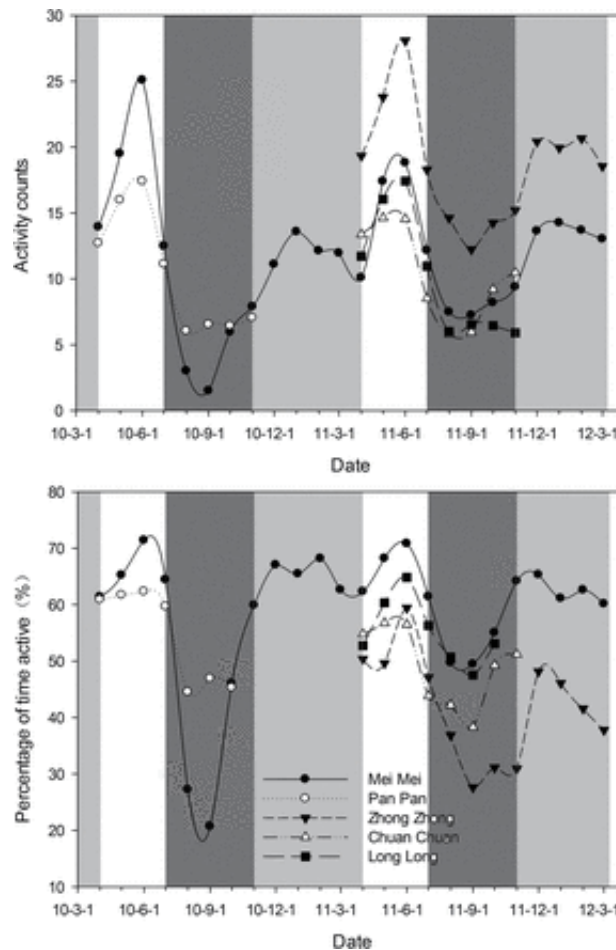 30
25
20
15
10
5
0
Activity counts
10-3-1 10-6-1 10-9-1 10-12-1 11-3-1 11-6-1 11-9-1 11-12-1 12-3-1
Date
80
70
60
50
40
30
20
10
Percentage of time active (%)
Mei Mei
Pan Pan
Zhong Zhong
Chuan Chuan
Long Long
10-3-1 10-6-1 10-9-1 10-12-1 11-3-1 11-6-1 11-9-1 11-12-1 12-3-1
Date